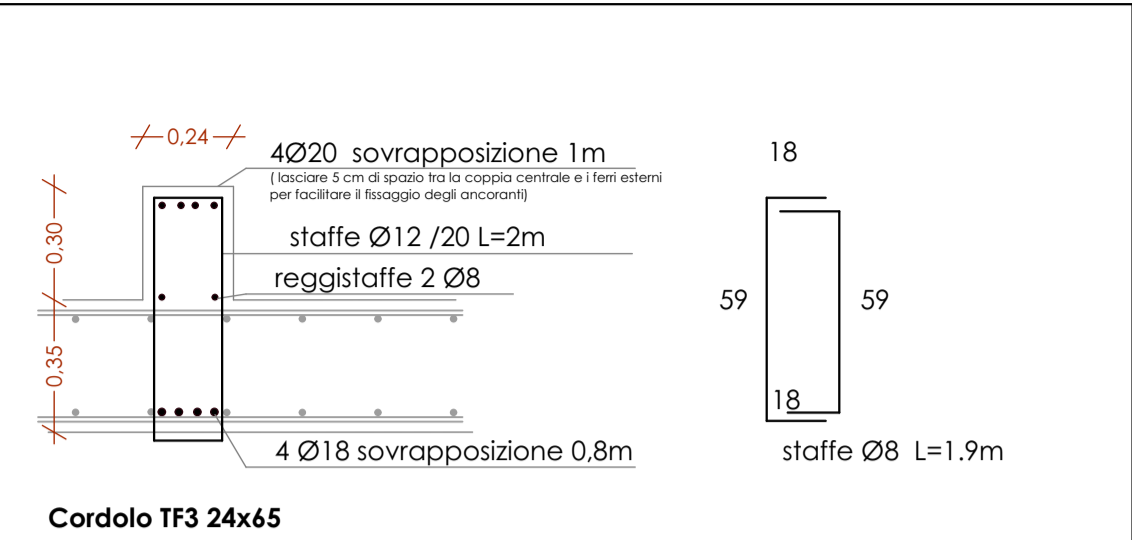 0,24
4Ø20 sovrapposizione 1m
( lasciare 5 cm di spazio tra la coppia centrale e i ferri esterni
per facilitare il fissaggio degli ancoranti)
staffe Ø12 /20 L=2m
reggistaffe 2 Ø8
0,30
0,35
4 Ø18 sovrapposizione 0,8m
18
59
59
18
staffe Ø8 L=1.9m
Cordolo TF3 24x65